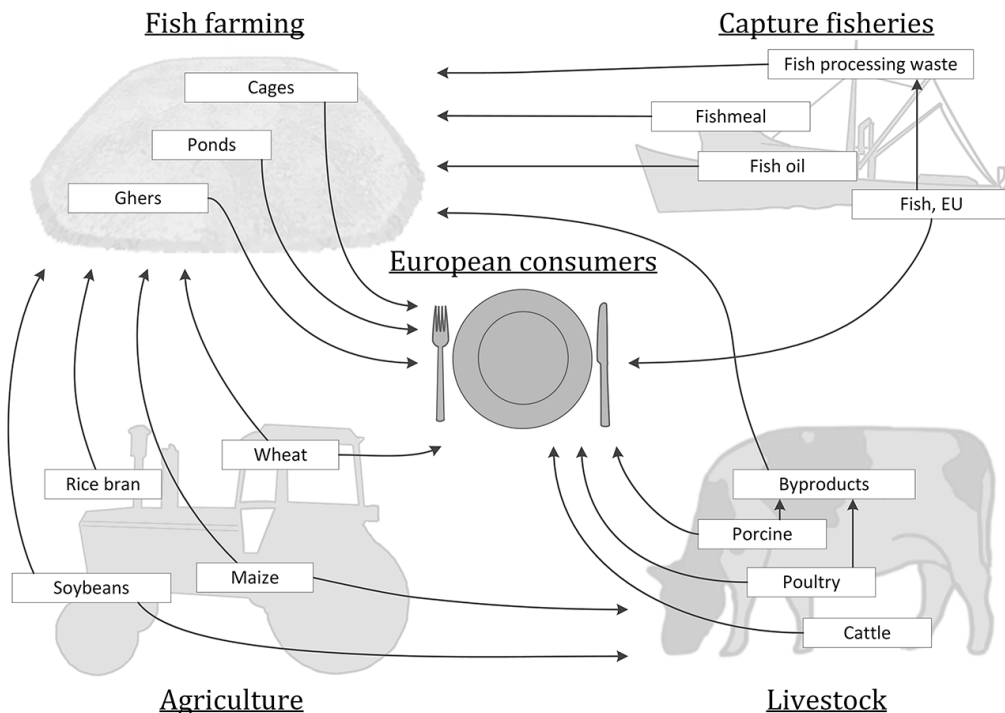 Fish farming
Capture fisheries
Fish processing waste
Cages
Fishmeal
Ponds
Fish oil
Ghers
Fish, EU
European consumers
Wheat
Rice bran
Byproducts
Porcine
Soybeans
Maize
Poultry
Cattle
Agriculture
Livestock